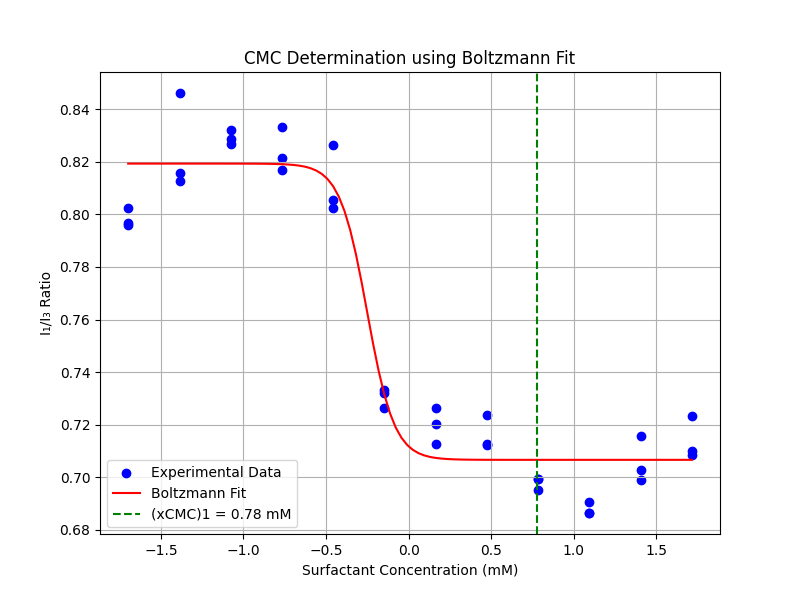 CMC Determination using Boltzmann Fit
I₁/I₃ Ratio
0.84
0.82
0.80
0.78
0.76
0.74
0.72
0.70
0.68
Experimental Data
Boltzmann Fit
(xCMC)1 = 0.78 mM
−1.5 −1.0 −0.5 0.0 0.5 1.0 1.5
Surfactant Concentration (mM)